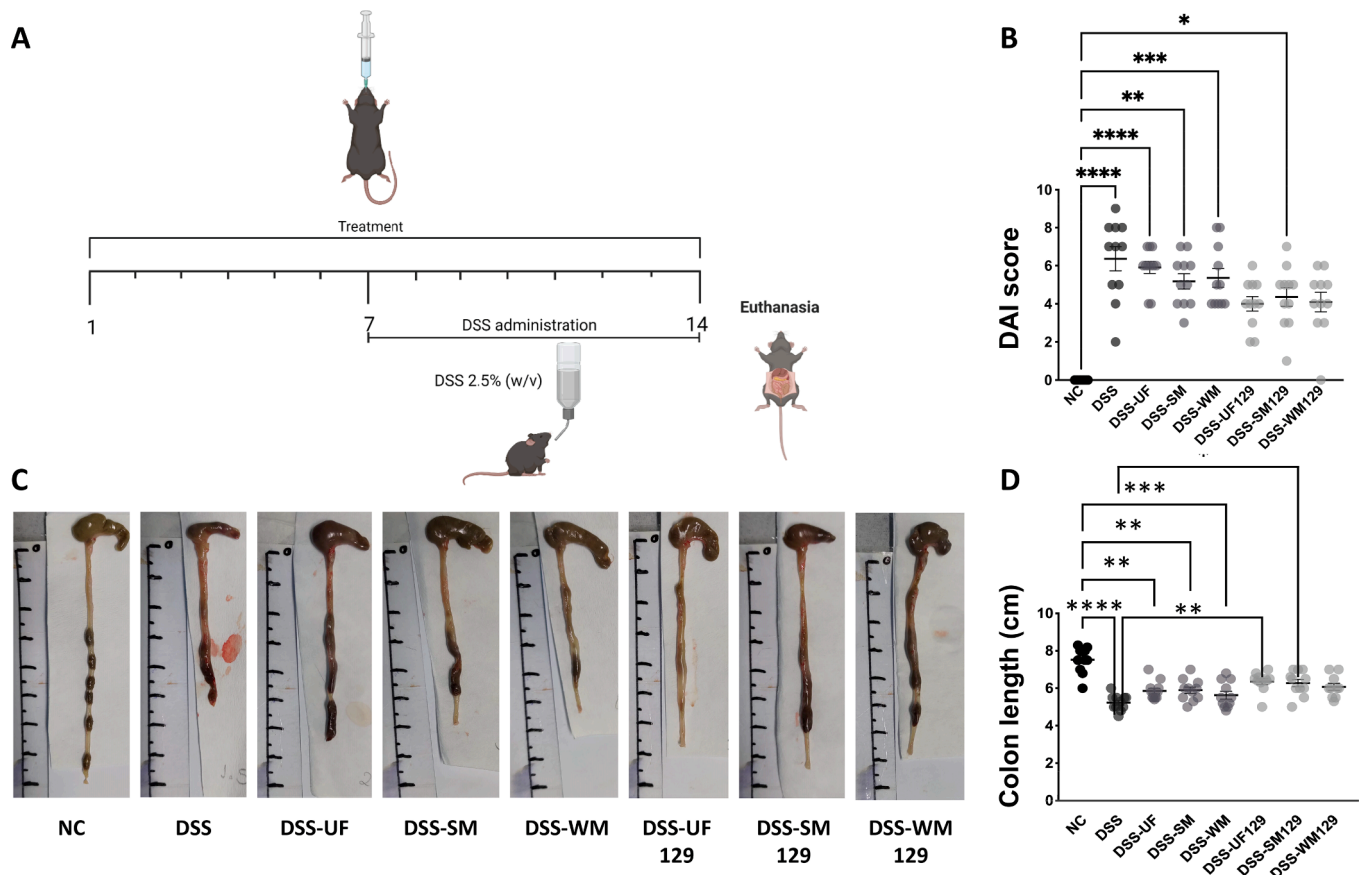 A
Treatment
1
7
14
DSS administration
DSS 2.5% (w/v)
Euthanasia
B
*
***
**
****
****
DAI score
10
8
6
4
2
0
NC
DSS
DSS-UF
DSS-SM
DSS-WM
DSS-UF129
DSS-SM129
DSS-WM129
C
NC
DSS
DSS-UF
DSS-SM
DSS-WM
DSS-UF
129
DSS-SM
129
DSS-WM
129
D
*
***
**
**
**** **
Colon length (cm)
10
8
6
4
2
0
NC
DSS
DSS-UF
DSS-SM
DSS-WM
DSS-UF129
DSS-SM129
DSS-WM129